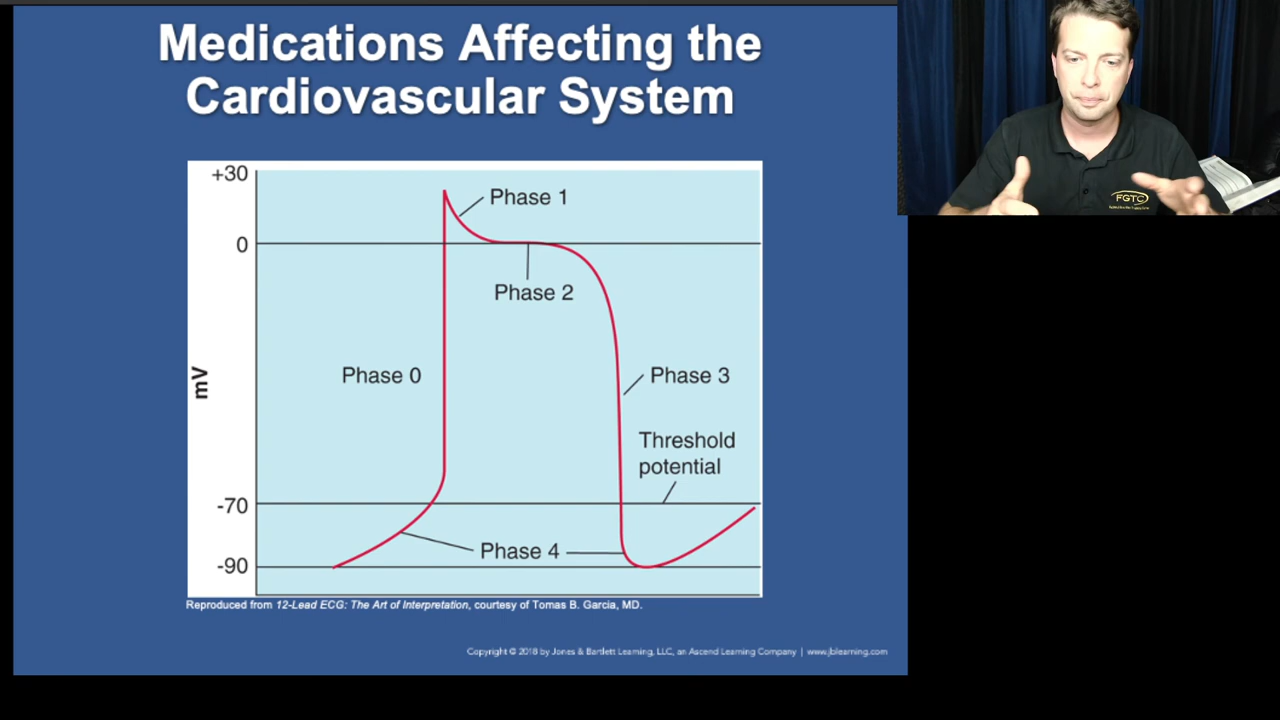 Medications Affecting the
Cardiovascular System
+30
Phase 1
0
Phase 2
Phase 0
Phase 3
mV
Threshold
potential
-70
Phase 4
-90
Reproduced from 12-Lead ECG: The Art of Interpretation, courtesy of Tomas B. Garcia, MD.
Copyright © 2018 by Jones & Bartlett Learning, LLC, an Ascend Learning Company | www.jblearning.com
FGTC